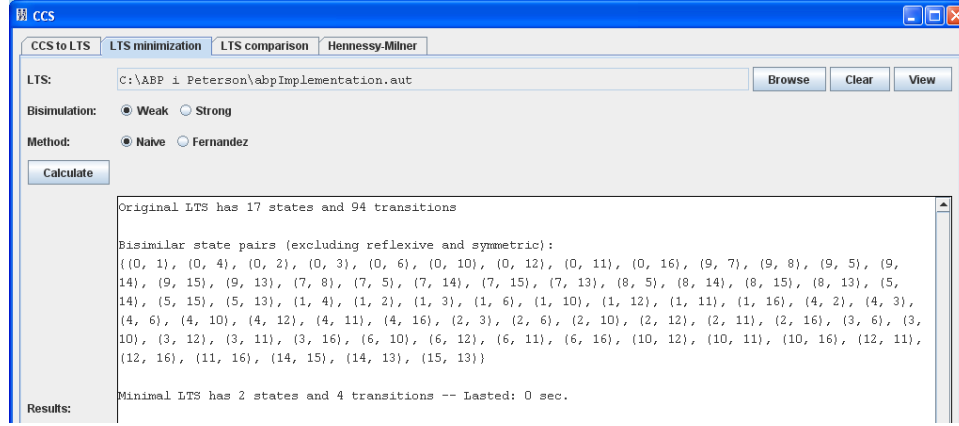 CCS
CCS to LTS LTS minimization LTS comparison Hennessy-Milner
LTS: C:\ABP i Peterson\abpImplementation.aut Browse Clear View
Bisimulation: Weak Strong
Method: Naive Fernandez
Calculate
Original LTS has 17 states and 94 transitions
Bisimilar state pairs (excluding reflexive and symmetric):
{(0, 1), (0, 4), (0, 2), (0, 3), (0, 6), (0, 10), (0, 12), (0, 11), (0, 16), (9, 7), (9, 8), (9, 5), (9,
14), (9, 15), (9, 13), (7, 8), (7, 5), (7, 14), (7, 15), (7, 13), (8, 5), (8, 14), (8, 15), (8, 13), (5,
14), (5, 15), (5, 13), (1, 4), (1, 2), (1, 3), (1, 6), (1, 10), (1, 12), (1, 11), (1, 16), (4, 2), (4, 3),
(4, 6), (4, 10), (4, 12), (4, 11), (4, 16), (2, 3), (2, 6), (2, 10), (2, 12), (2, 11), (2, 16), (3, 6), (3,
10), (3, 12), (3, 11), (3, 16), (6, 10), (6, 12), (6, 11), (6, 16), (10, 12), (10, 11), (10, 16), (12, 11),
(12, 16), (11, 16), (14, 15), (14, 13), (15, 13)}
Minimal LTS has 2 states and 4 transitions -- Lasted: 0 sec.
Results: